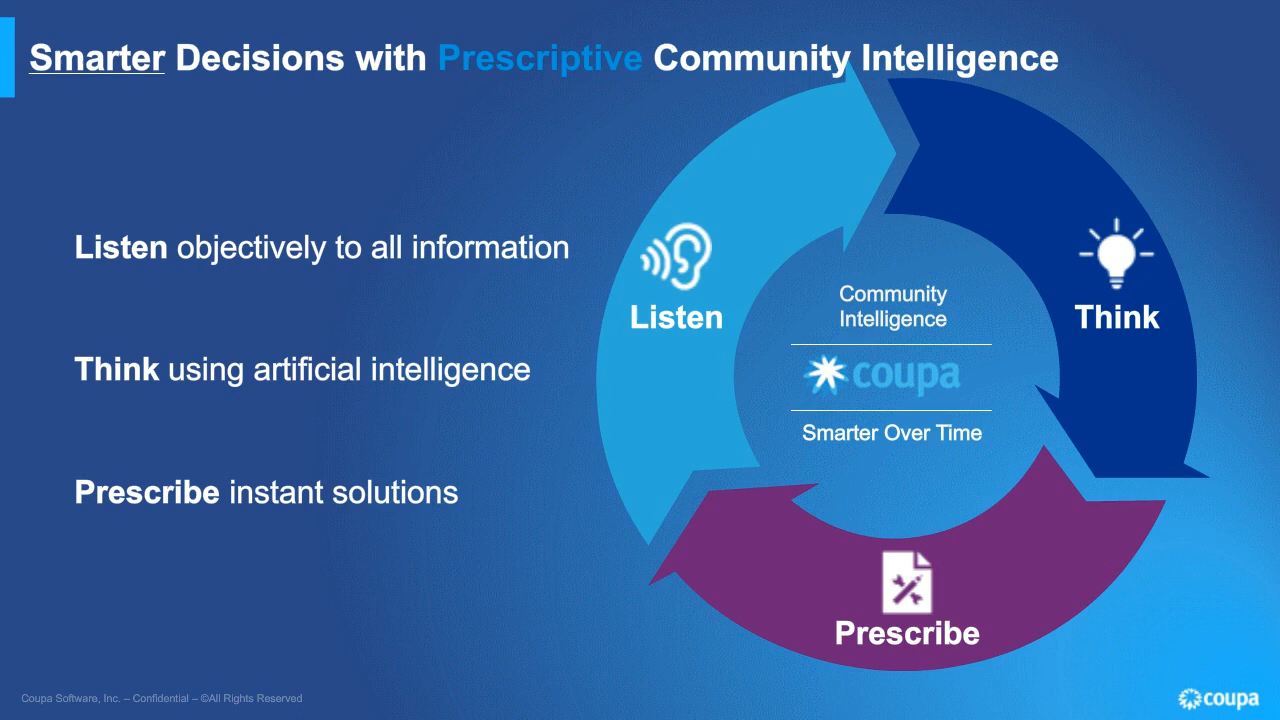 Smarter Decisions with Prescriptive Community Intelligence
Listen objectively to all information
Think using artificial intelligence
Prescribe instant solutions
Listen
Think
Community
Intelligence
coupa
Smarter Over Time
Prescribe
Coupa Software, Inc. – Confidential – ©All Rights Reserved
coupa